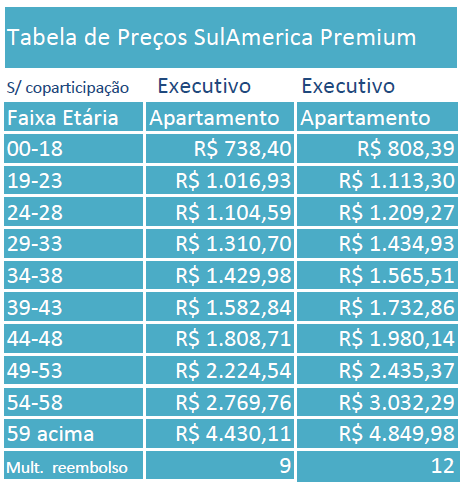 Tabela de Preços SulAmerica Premium
S/ coparticipação Executivo Executivo
Faixa Etária Apartamento Apartamento
00-18 R$ 738,40 R$ 808,39
19-23 R$ 1.016,93 R$ 1.113,30
24-28 R$ 1.104,59 R$ 1.209,27
29-33 R$ 1.310,70 R$ 1.434,93
34-38 R$ 1.429,98 R$ 1.565,51
39-43 R$ 1.582,84 R$ 1.732,86
44-48 R$ 1.808,71 R$ 1.980,14
49-53 R$ 2.224,54 R$ 2.435,37
54-58 R$ 2.769,76 R$ 3.032,29
59 acima R$ 4.430,11 R$ 4.849,98
Mult. reembolso 9 12